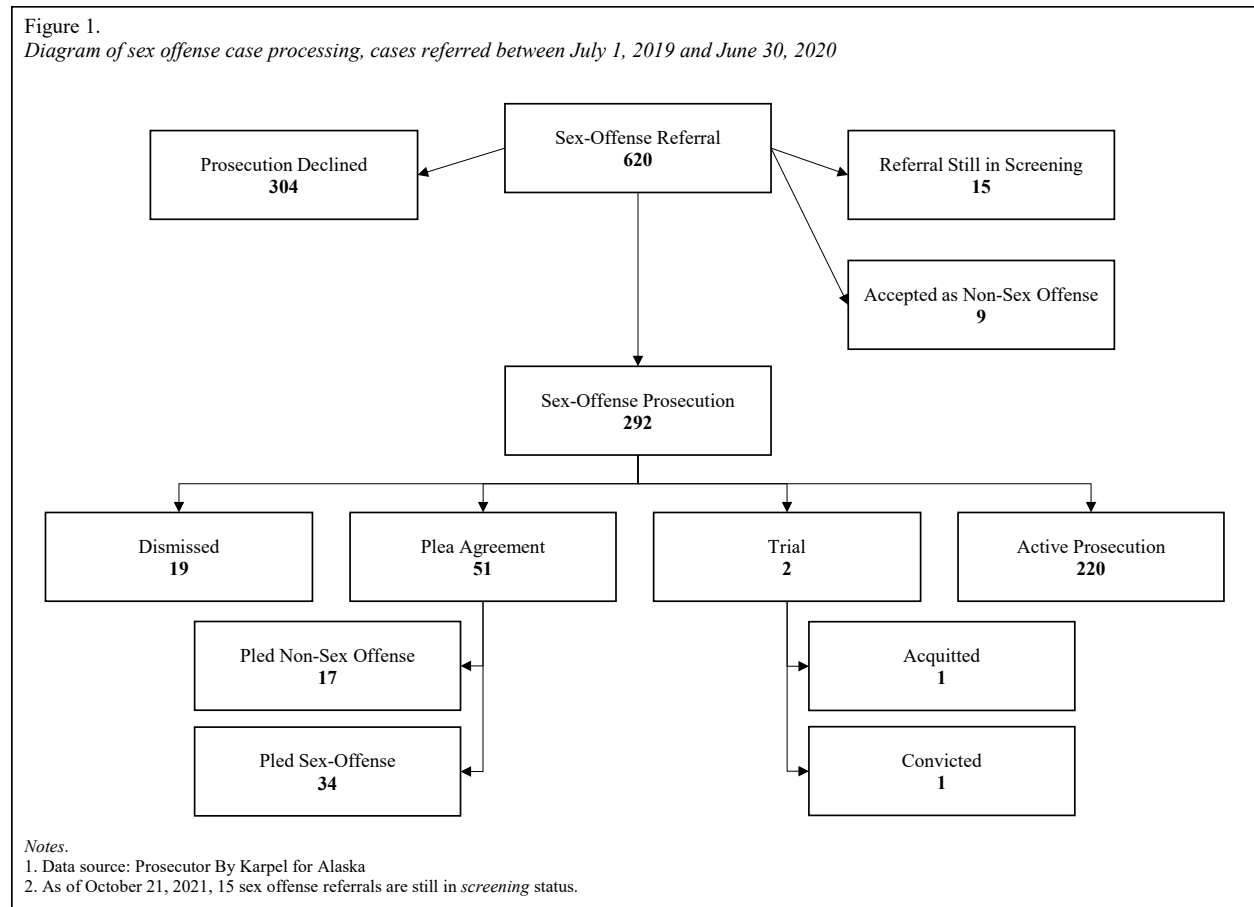 Figure 1.
Diagram of sex offense case processing, cases referred between July 1, 2019 and June 30, 2020
Sex-Offense Referral
620
Prosecution Declined
304
Referral Still in Screening
15
Accepted as Non-Sex Offense
9
Sex-Offense Prosecution
292
Dismissed
19
Plea Agreement
51
Trial
2
Active Prosecution
220
Pled Non-Sex Offense
17
Acquitted
1
Pled Sex-Offense
34
Convicted
1
Notes.
1. Data source: Prosecutor By Karpel for Alaska
2. As of October 21, 2021, 15 sex offense referrals are still in screening status.